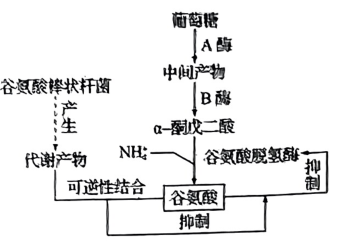 葡萄糖
A 酶
中间产物
谷氨酸棒状杆菌
B 酶
产生
α-酮戊二酸
NH₄⁺
谷氨酸脱氢酶
代谢产物
抑制
可逆性结合
谷氨酸
抑制